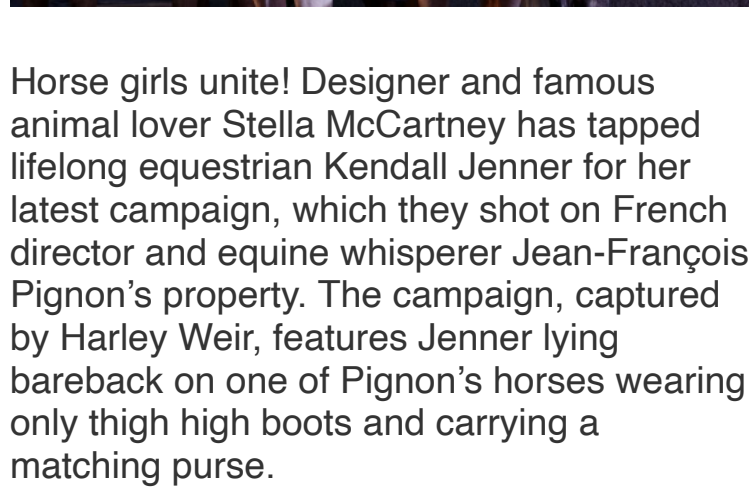 Horse girls unite! Designer and famous
animal lover Stella McCartney has tapped
lifelong equestrian Kendall Jenner for her
latest campaign, which they shot on French
director and equine whisperer Jean-François
Pignon’s property. The campaign, captured
by Harley Weir, features Jenner lying
bareback on one of Pignon’s horses wearing
only thigh high boots and carrying a
matching purse.